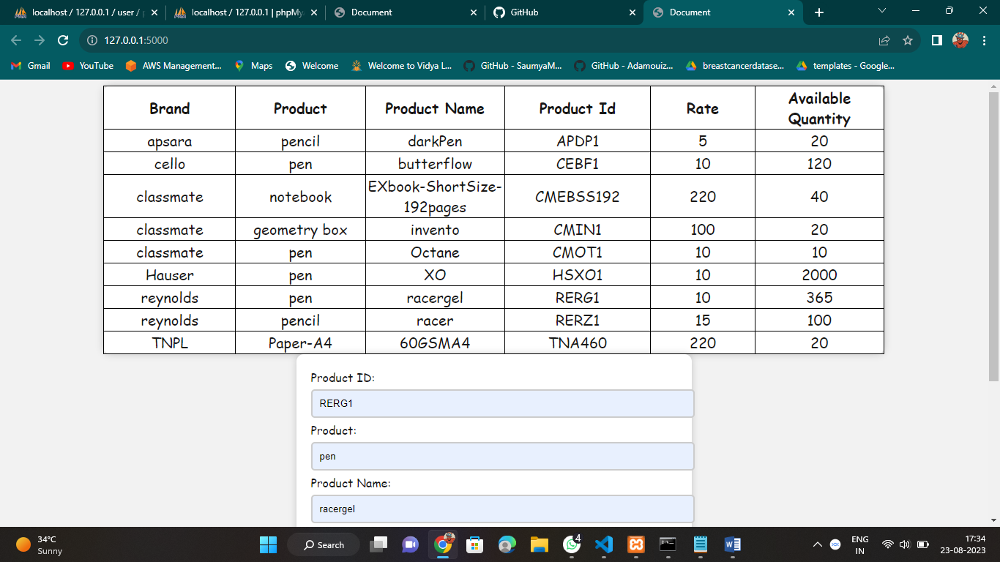 localhost / 127.0.0.1 / user /
localhost / 127.0.0.1 | phpMy
Document
GitHub
Document
127.0.0.1:5000
Gmail YouTube AWS Management... Maps Welcome Welcome to Vidya L... GitHub - SaumyaM... GitHub - Adamouiz... breastcancerdatase... templates - Google...
Brand Product Product Name Product Id Rate Available
Quantity
apsara pencil darkPen APDP1 5 20
cello pen butterflow CEBF1 10 120
classmate notebook EXbook-ShortSize-
192pages CMEBSS192 220 40
classmate geometry box invento CMIN1 100 20
classmate pen Octane CMOT1 10 10
Hauser pen XO HSXO1 10 2000
reynolds pen racergel RERG1 10 365
reynolds pencil racer RERZ1 15 100
TNPL Paper-A4 60GSMA4 TNA460 220 20
Product ID:
RERG1
Product:
pen
Product Name:
racergel
34°C
Sunny
Search
4
ENG
IN
17:34
23-08-2023